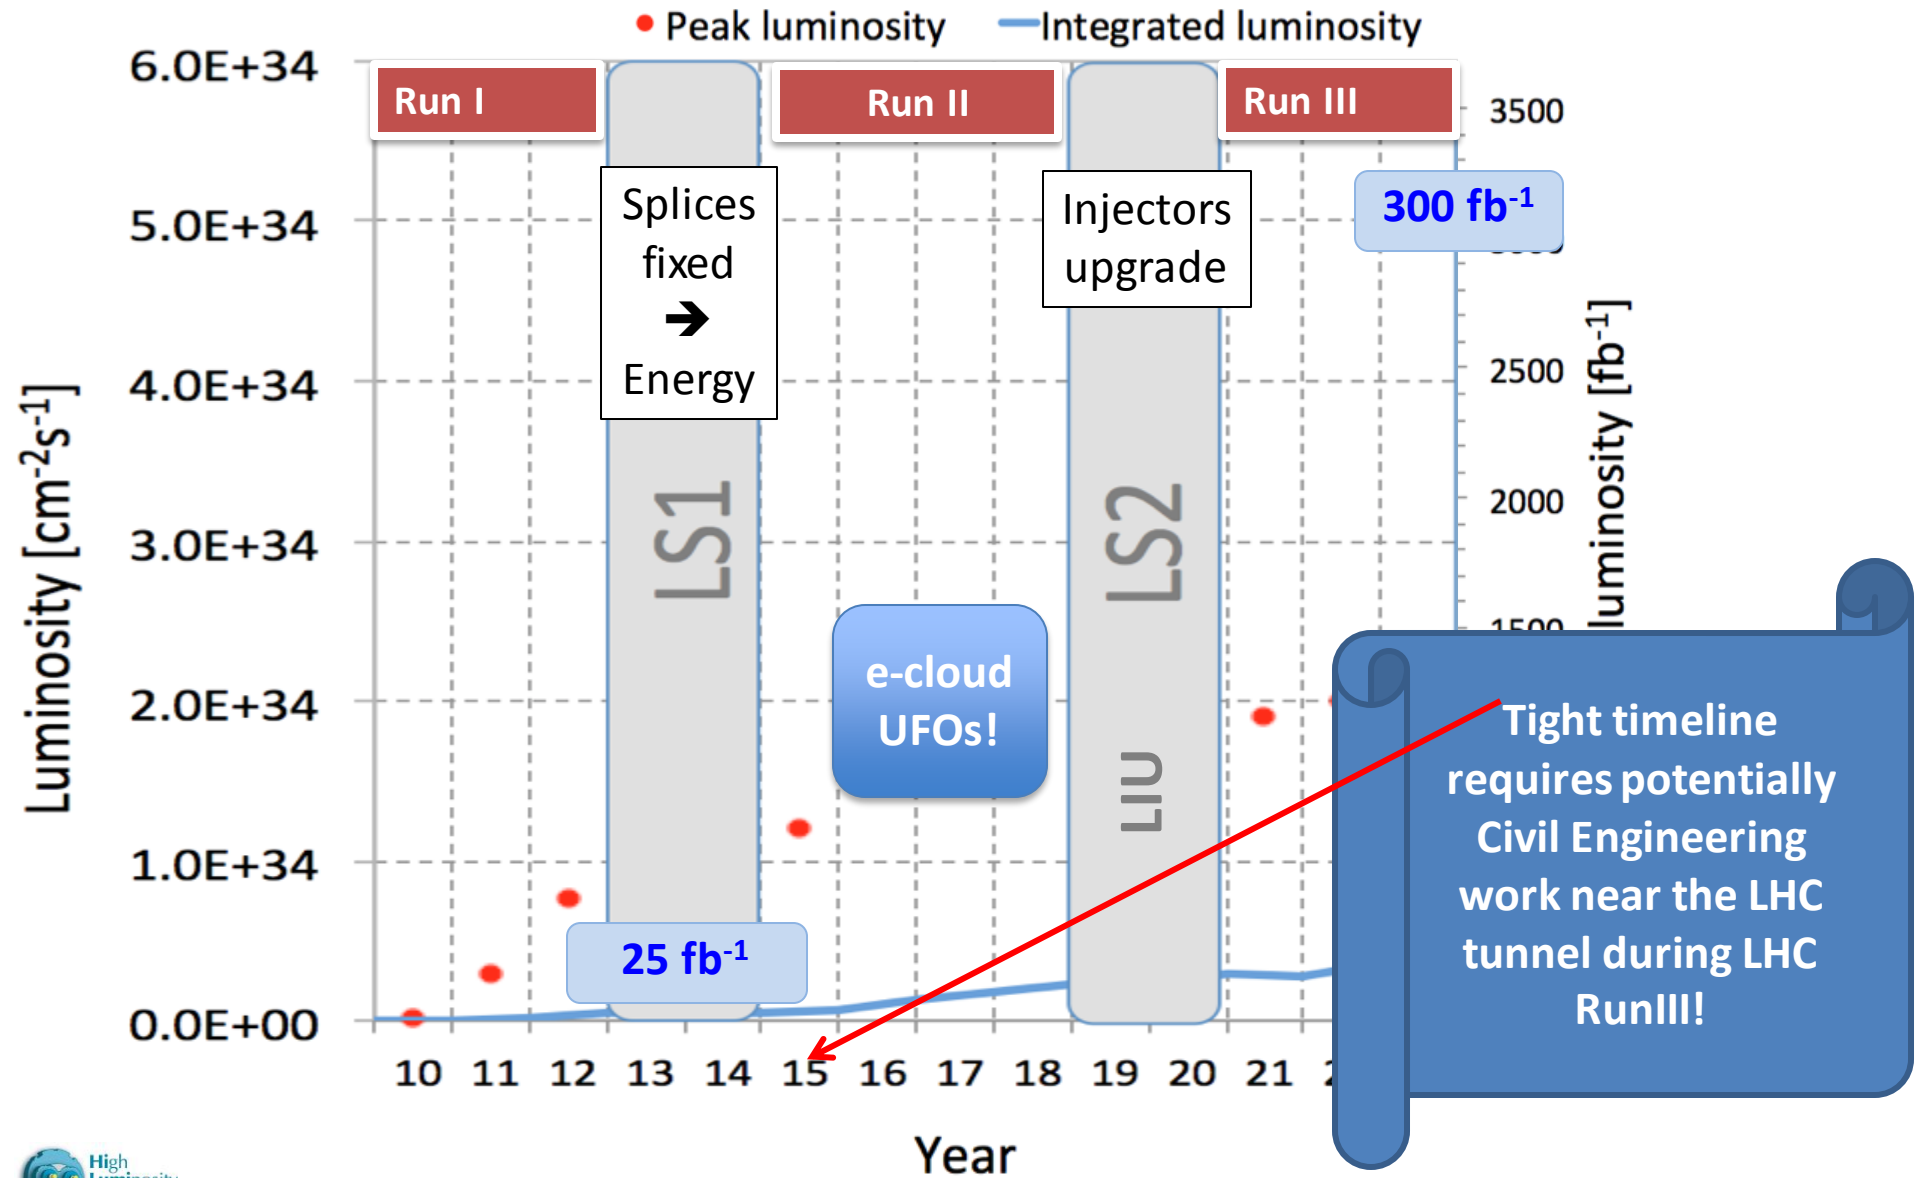 Peak luminosity
Integrated luminosity
6.0E+34
5.0E+34
4.0E+34
3.0E+34
2.0E+34
1.0E+34
0.0E+00
Luminosity [cm⁻²s⁻¹]
Run I
Run II
Run III
Splices
fixed
➔
Energy
Injectors
upgrade
300 fb⁻¹
3500
2500
2000
1500
luminosity [fb⁻¹]
LS1
LS2
LIU
e-cloud
UFOs!
25 fb⁻¹
Tight timeline
requires potentially
Civil Engineering
work near the LHC
tunnel during LHC
RunIII!
10 11 12 13 14 15 16 17 18 19 20 21
Year
High